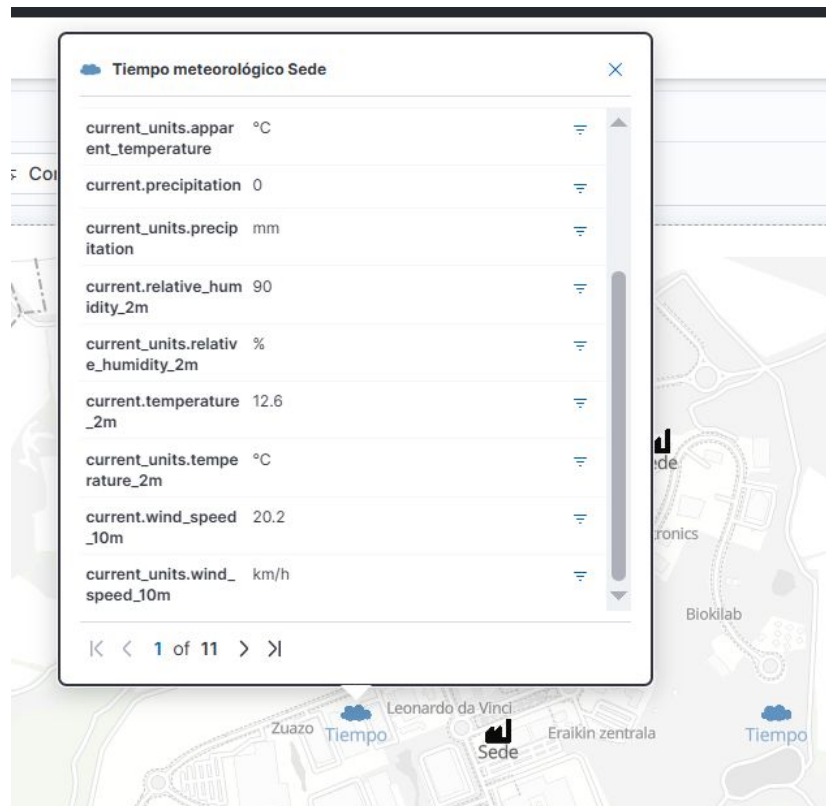 Tiempo meteorológico Sede
current_units.appar °C
ent_temperature
current.precipitation 0
current_units.precip mm
itation
current.relative_hum 90
idity_2m
current_units.relativ %
e_humidity_2m
current.temperature 12.6
_2m
current_units.tempe °C
rature_2m
current.wind_speed 20.2
_10m
current_units.wind_ km/h
speed_10m
1 of 11
Cor
ede
ronics
Biokilab
Leonardo da Vinci
Zuazo
Tiempo
Sede
Eraikin zentrala
Tiempo